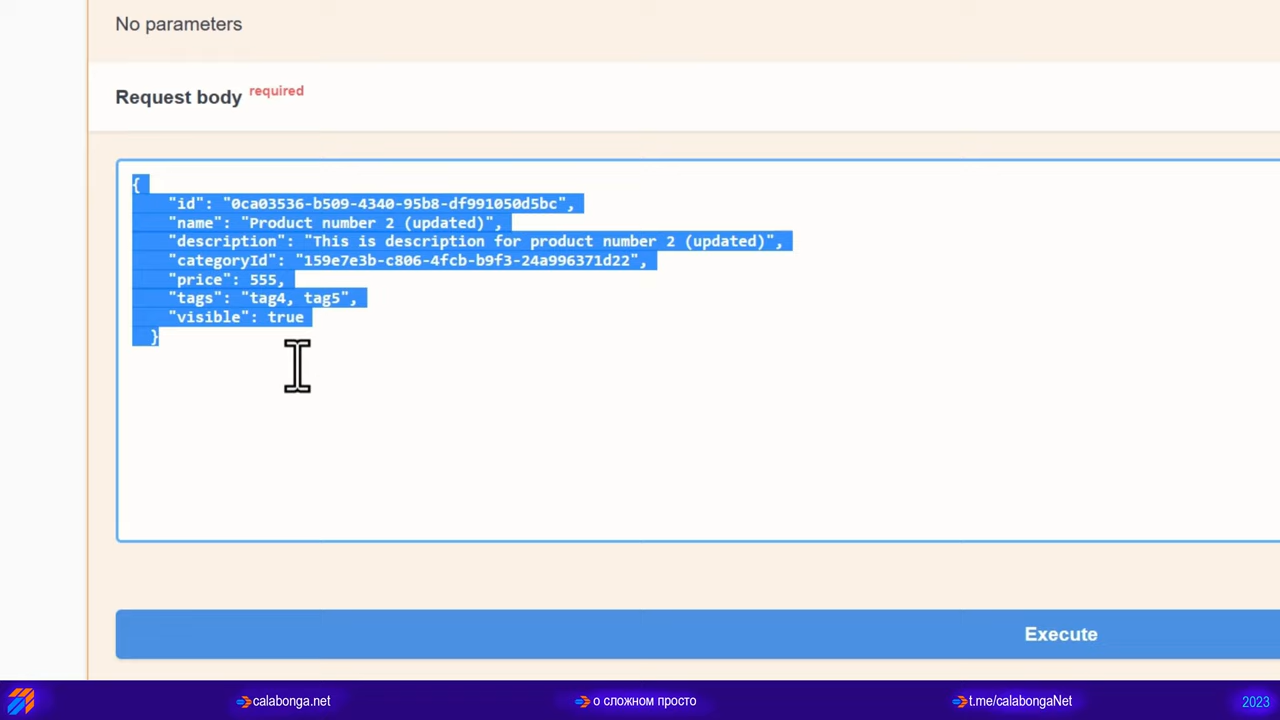 No parameters
Request body required
{
"id": "0ca03536-b509-4340-95b8-df991050d5bc",
"name": "Product number 2 (updated)",
"description": "This is description for product number 2 (updated)",
"categoryId": "159e7e3b-c806-4fcb-b9f3-24a996371d22",
"price": 555,
"tags": "tag4, tag5",
"visible": true
}
Execute
calabonga.net
о сложном просто
t.me/calabongaNet
2023